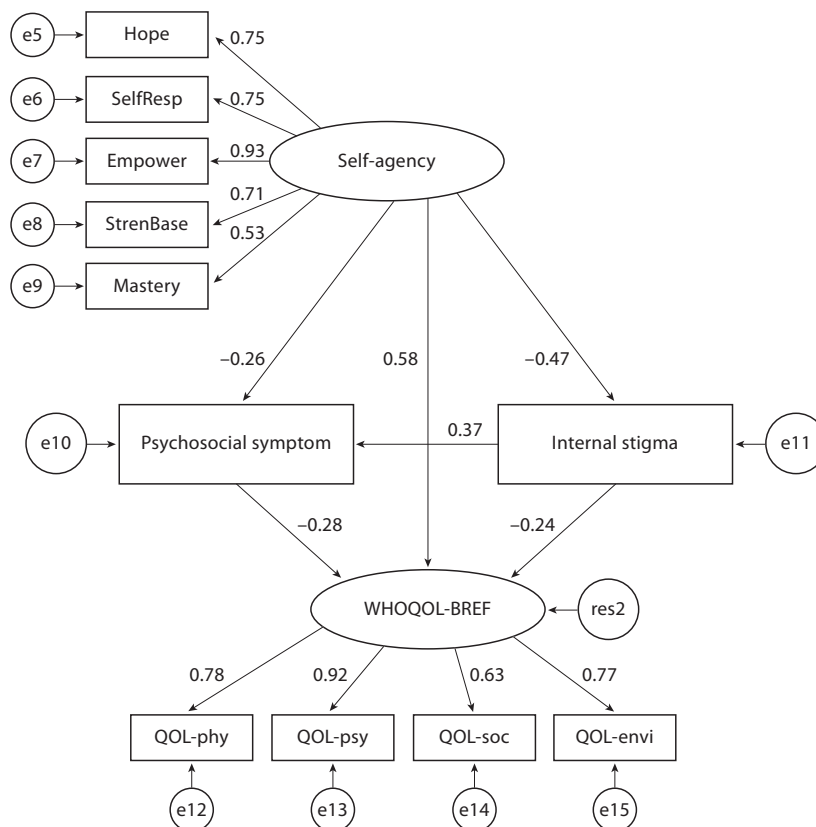 e5
Hope
0.75
e6
SelfResp
0.75
e7
Empower
0.93
Self-agency
e8
StrenBase
0.71
e9
Mastery
0.53
–0.26
0.58
–0.47
e10
Psychosocial symptom
0.37
Internal stigma
e11
–0.28
–0.24
WHOQOL-BREF
res2
0.78
0.92
0.63
0.77
QOL-phy
QOL-psy
QOL-soc
QOL-envi
e12
e13
e14
e15